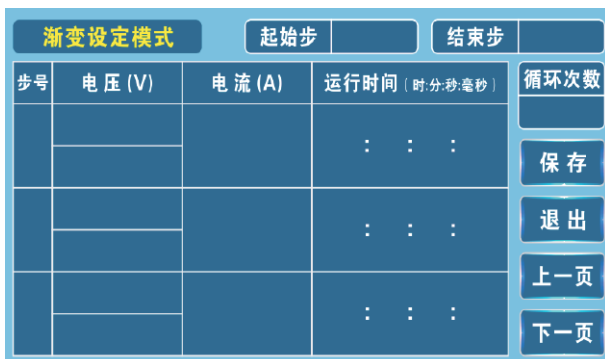 渐变设定模式 起始步 结束步
步号 电压(V) 电流(A) 运行时间(时:分:秒:毫秒) 循环次数
: : :
保存
: : :
退出
上一页
: : :
下一页